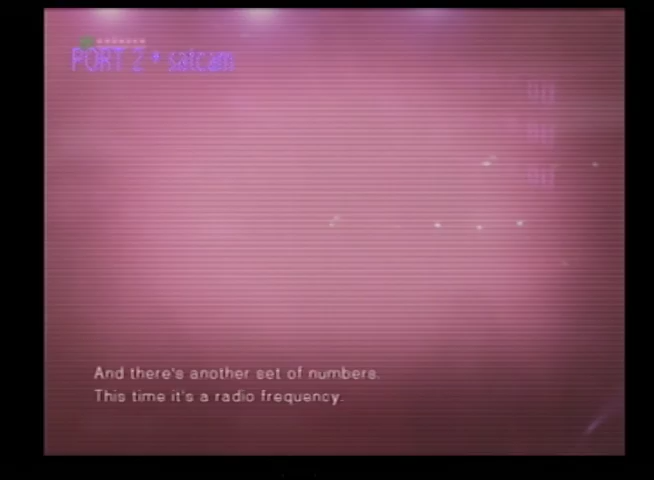 PORT 2 + satcam
And there's another set of numbers.
This time it's a radio frequency.